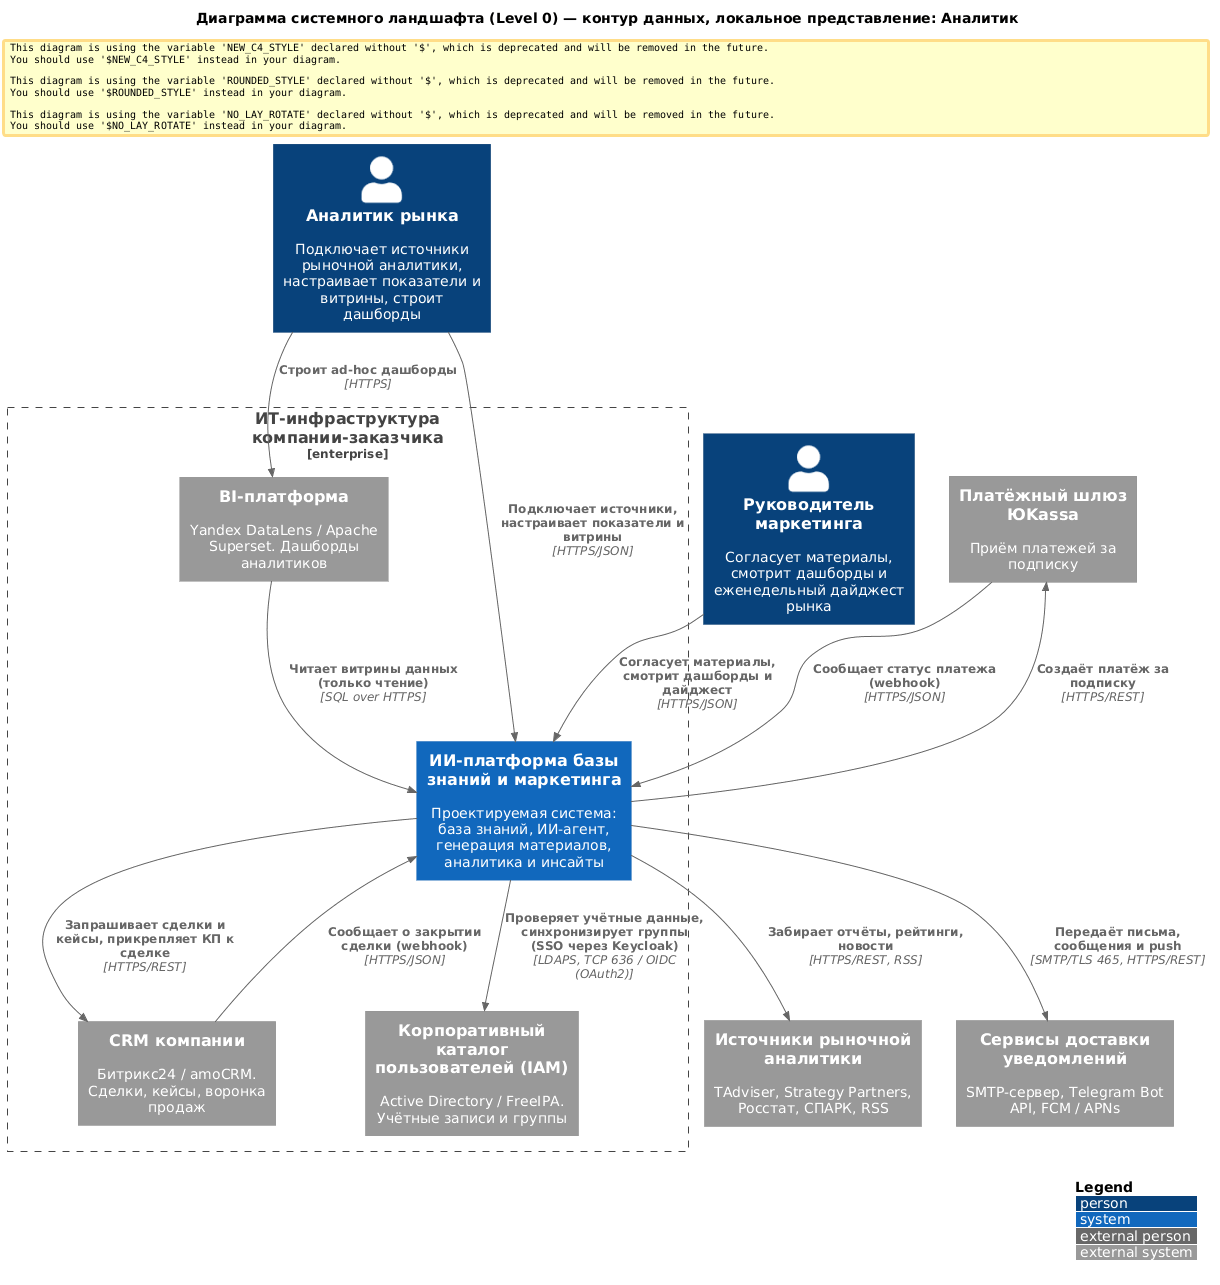 Диаграмма системного ландшафта (Level 0) — контур данных, локальное представление: Аналитик
This diagram is using the variable 'NEW_C4_STYLE' declared without '$', which is deprecated and will be removed in the future.
You should use '$NEW_C4_STYLE' instead in your diagram.
This diagram is using the variable 'ROUNDED_STYLE' declared without '$', which is deprecated and will be removed in the future.
You should use '$ROUNDED_STYLE' instead in your diagram.
This diagram is using the variable 'NO_LAY_ROTATE' declared without '$', which is deprecated and will be removed in the future.
You should use '$NO_LAY_ROTATE' instead in your diagram.
Аналитик рынка
Подключает источники
рыночной аналитики,
настраивает показатели и
витрины, строит
дашборды
Строит ad-hoc дашборды
[HTTPS]
ИТ-инфраструктура
компании-заказчика
[enterprise]
BI-платформа
Yandex DataLens / Apache
Superset. Дашборды
аналитиков
Подключает источники,
настраивает показатели и
витрины
[HTTPS/JSON]
Руководитель
маркетинга
Согласует материалы,
смотрит дашборды и
еженедельный дайджест
рынка
Платёжный шлюз
ЮKassa
Приём платежей за
подписку
Читает витрины данных
(только чтение)
[SQL over HTTPS]
Согласует материалы,
смотрит дашборды и
дайджест
[HTTPS/JSON]
Сообщает статус платежа
(webhook)
[HTTPS/JSON]
Создаёт платёж за
подписку
[HTTPS/REST]
ИИ-платформа базы
знаний и маркетинга
Проектируемая система:
база знаний, ИИ-агент,
генерация материалов,
аналитика и инсайты
Запрашивает сделки и
кейсы, прикрепляет КП к
сделке
[HTTPS/REST]
Сообщает о закрытии
сделки (webhook)
[HTTPS/JSON]
Проверяет учётные данные,
синхронизирует группы
(SSO через Keycloak)
[LDAPS, TCP 636 / OIDC
(OAuth2)]
Забирает отчёты, рейтинги,
новости
[HTTPS/REST, RSS]
Передаёт письма,
сообщения и push
[SMTP/TLS 465, HTTPS/REST]
CRM компании
Битрикс24 / amoCRM.
Сделки, кейсы, воронка
продаж
Корпоративный
каталог
пользователей (IAM)
Active Directory / FreeIPA.
Учётные записи и группы
Источники рыночной
аналитики
TAdviser, Strategy Partners,
Росстат, СПАРК, RSS
Сервисы доставки
уведомлений
SMTP-сервер, Telegram Bot
API, FCM / APNs
Legend
person
system
external person
external system